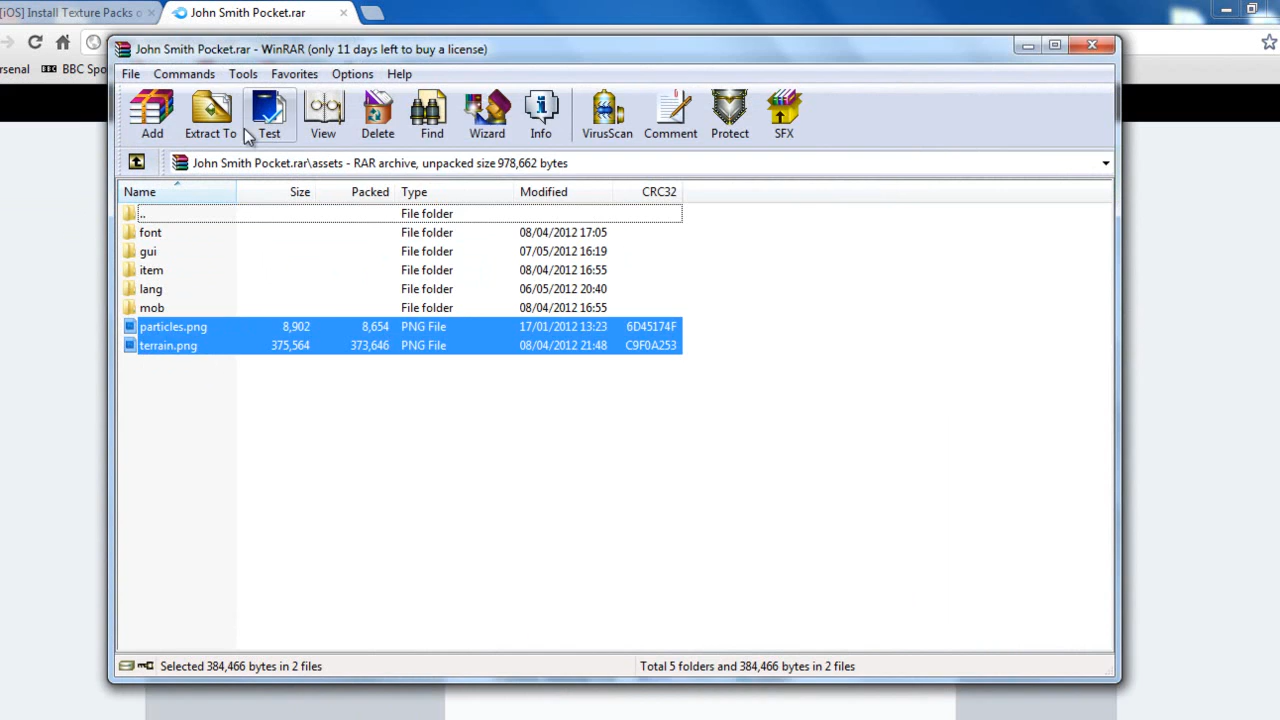 [iOS] Install Texture Packs o
John Smith Pocket.rar
rsenal
BBC Spo
John Smith Pocket.rar - WinRAR (only 11 days left to buy a license)
File Commands Tools Favorites Options Help
Add Extract To Test View Delete Find Wizard Info VirusScan Comment Protect SFX
John Smith Pocket.rar\assets - RAR archive, unpacked size 978,662 bytes
Name Size Packed Type Modified CRC32
.. File folder
font File folder 08/04/2012 17:05
gui File folder 07/05/2012 16:19
item File folder 08/04/2012 16:55
lang File folder 06/05/2012 20:40
mob File folder 08/04/2012 16:55
particles.png 8,902 8,654 PNG File 17/01/2012 13:23 6D45174F
terrain.png 375,564 373,646 PNG File 08/04/2012 21:48 C9F0A253
Selected 384,466 bytes in 2 files
Total 5 folders and 384,466 bytes in 2 files